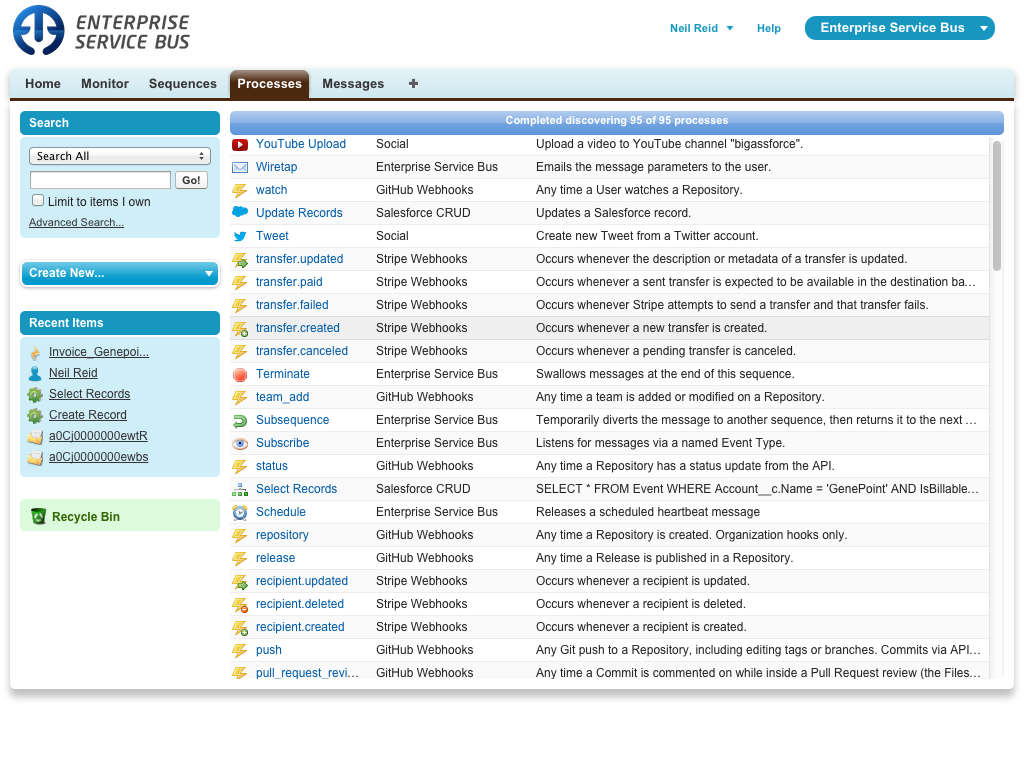 ENTERPRISE
SERVICE BUS
Neil Reid
Help
Enterprise Service Bus
Home
Monitor
Sequences
Processes
Messages
Search
Search All
Go!
Limit to items I own
Advanced Search...
Create New...
Recent Items
Invoice_Genepoi...
Neil Reid
Select Records
Create Record
a0Cj0000000ewtR
a0Cj0000000ewbs
Recycle Bin
Completed discovering 95 of 95 processes
YouTube Upload Social Upload a video to YouTube channel "bigassforce".
Wiretap Enterprise Service Bus Emails the message parameters to the user.
watch GitHub Webhooks Any time a User watches a Repository.
Update Records Salesforce CRUD Updates a Salesforce record.
Tweet Social Create new Tweet from a Twitter account.
transfer.updated Stripe Webhooks Occurs whenever the description or metadata of a transfer is updated.
transfer.paid Stripe Webhooks Occurs whenever a sent transfer is expected to be available in the destination ba...
transfer.failed Stripe Webhooks Occurs whenever Stripe attempts to send a transfer and that transfer fails.
transfer.created Stripe Webhooks Occurs whenever a new transfer is created.
transfer.canceled Stripe Webhooks Occurs whenever a pending transfer is canceled.
Terminate Enterprise Service Bus Swallows messages at the end of this sequence.
team_add GitHub Webhooks Any time a team is added or modified on a Repository.
Subsequence Enterprise Service Bus Temporarily diverts the message to another sequence, then returns it to the next ...
Subscribe Enterprise Service Bus Listens for messages via a named Event Type.
status GitHub Webhooks Any time a Repository has a status update from the API.
Select Records Salesforce CRUD SELECT * FROM Event WHERE Account__c.Name = 'GenePoint' AND IsBillable...
Schedule Enterprise Service Bus Releases a scheduled heartbeat message
repository GitHub Webhooks Any time a Repository is created. Organization hooks only.
release GitHub Webhooks Any time a Release is published in a Repository.
recipient.updated Stripe Webhooks Occurs whenever a recipient is updated.
recipient.deleted Stripe Webhooks Occurs whenever a recipient is deleted.
recipient.created Stripe Webhooks Occurs whenever a recipient is created.
push GitHub Webhooks Any Git push to a Repository, including editing tags or branches. Commits via API...
pull_request_revi... GitHub Webhooks Any time a Commit is commented on while inside a Pull Request review (the Files...